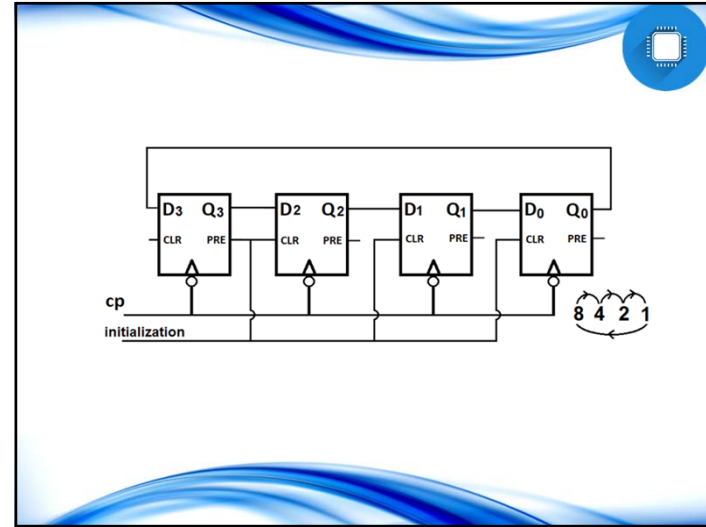 D3 Q3 D2 Q2 D1 Q1 D0 Q0
CLR PRE CLR PRE CLR PRE CLR PRE
cp
8 4 2 1
initialization